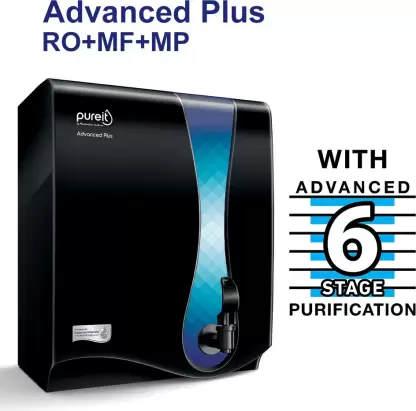 Advanced Plus
RO+MF+MP
pureit
Advanced Plus
WITH
ADVANCED
6
STAGE
PURIFICATION